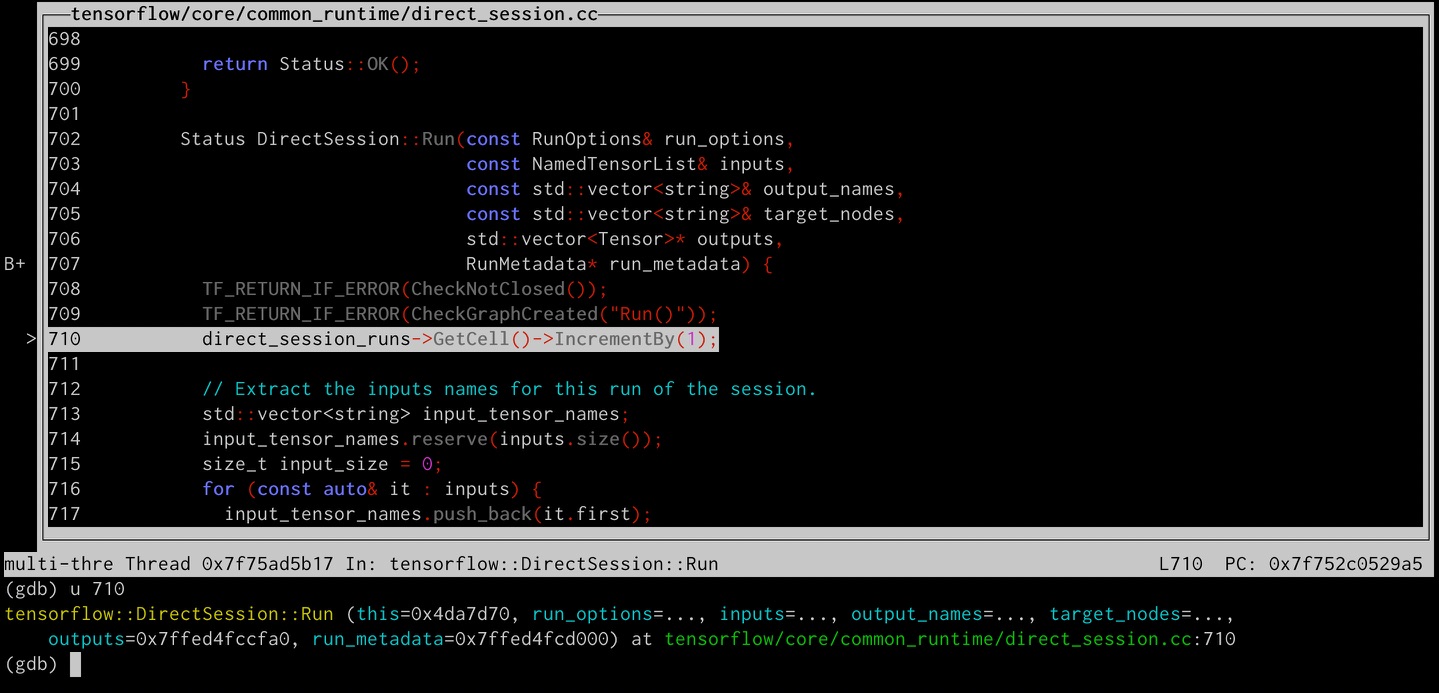 tensorflow/core/common_runtime/direct_session.cc
698
699 return Status::OK();
700 }
701
702 Status DirectSession::Run(const RunOptions& run_options,
703 const NamedTensorList& inputs,
704 const std::vector<string>& output_names,
705 const std::vector<string>& target_nodes,
706 std::vector<Tensor>* outputs,
B+ 707 RunMetadata* run_metadata) {
708 TF_RETURN_IF_ERROR(CheckNotClosed());
709 TF_RETURN_IF_ERROR(CheckGraphCreated("Run()"));
> 710 direct_session_runs->GetCell()->IncrementBy(1);
711
712 // Extract the inputs names for this run of the session.
713 std::vector<string> input_tensor_names;
714 input_tensor_names.reserve(inputs.size());
715 size_t input_size = 0;
716 for (const auto& it : inputs) {
717 input_tensor_names.push_back(it.first);
multi-thre Thread 0x7f75ad5b17 In: tensorflow::DirectSession::Run L710 PC: 0x7f752c0529a5
(gdb) u 710
tensorflow::DirectSession::Run (this=0x4da7d70, run_options=..., inputs=..., output_names=..., target_nodes=...,
outputs=0x7ffed4fccfa0, run_metadata=0x7ffed4fcd000) at tensorflow/core/common_runtime/direct_session.cc:710
(gdb)